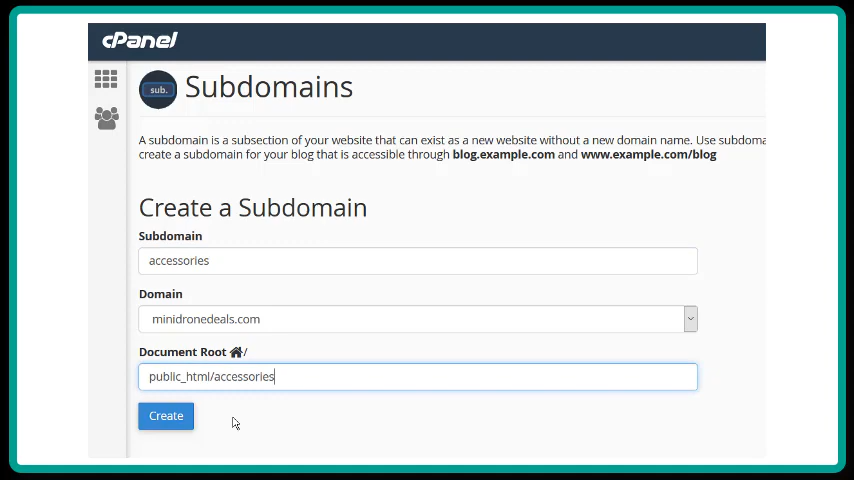 cPanel
sub.
Subdomains
A subdomain is a subsection of your website that can exist as a new website without a new domain name. Use
create a subdomain for your blog that is accessible through blog.example.com and www.example.com/blog
Create a Subdomain
Subdomain
accessories
Domain
minidronedeals.com
Document Root /
public_html/accessories
Create